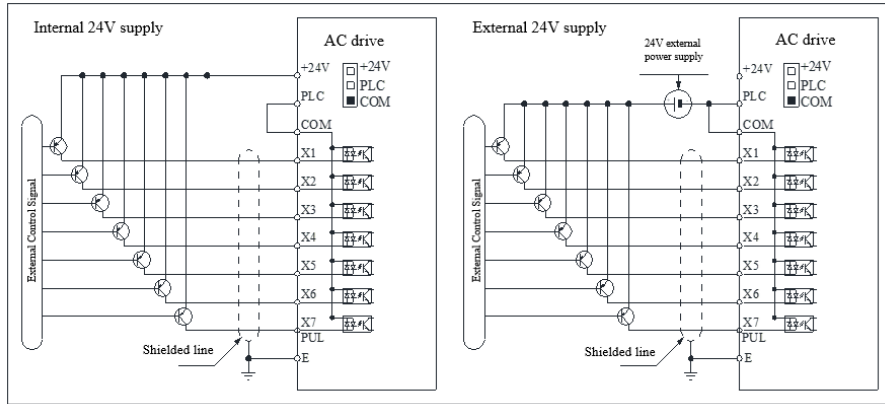 Internal 24V supply
AC drive
+24V
+24V
PLC
COM
PLC
COM
X1
X2
X3
X4
X5
X6
X7
PUL
E
External Control Signal
Shielded line
External 24V supply
24V external
power supply
AC drive
+24V
+24V
PLC
COM
PLC
COM
X1
X2
X3
X4
X5
X6
X7
PUL
E
External Control Signal
Shielded line